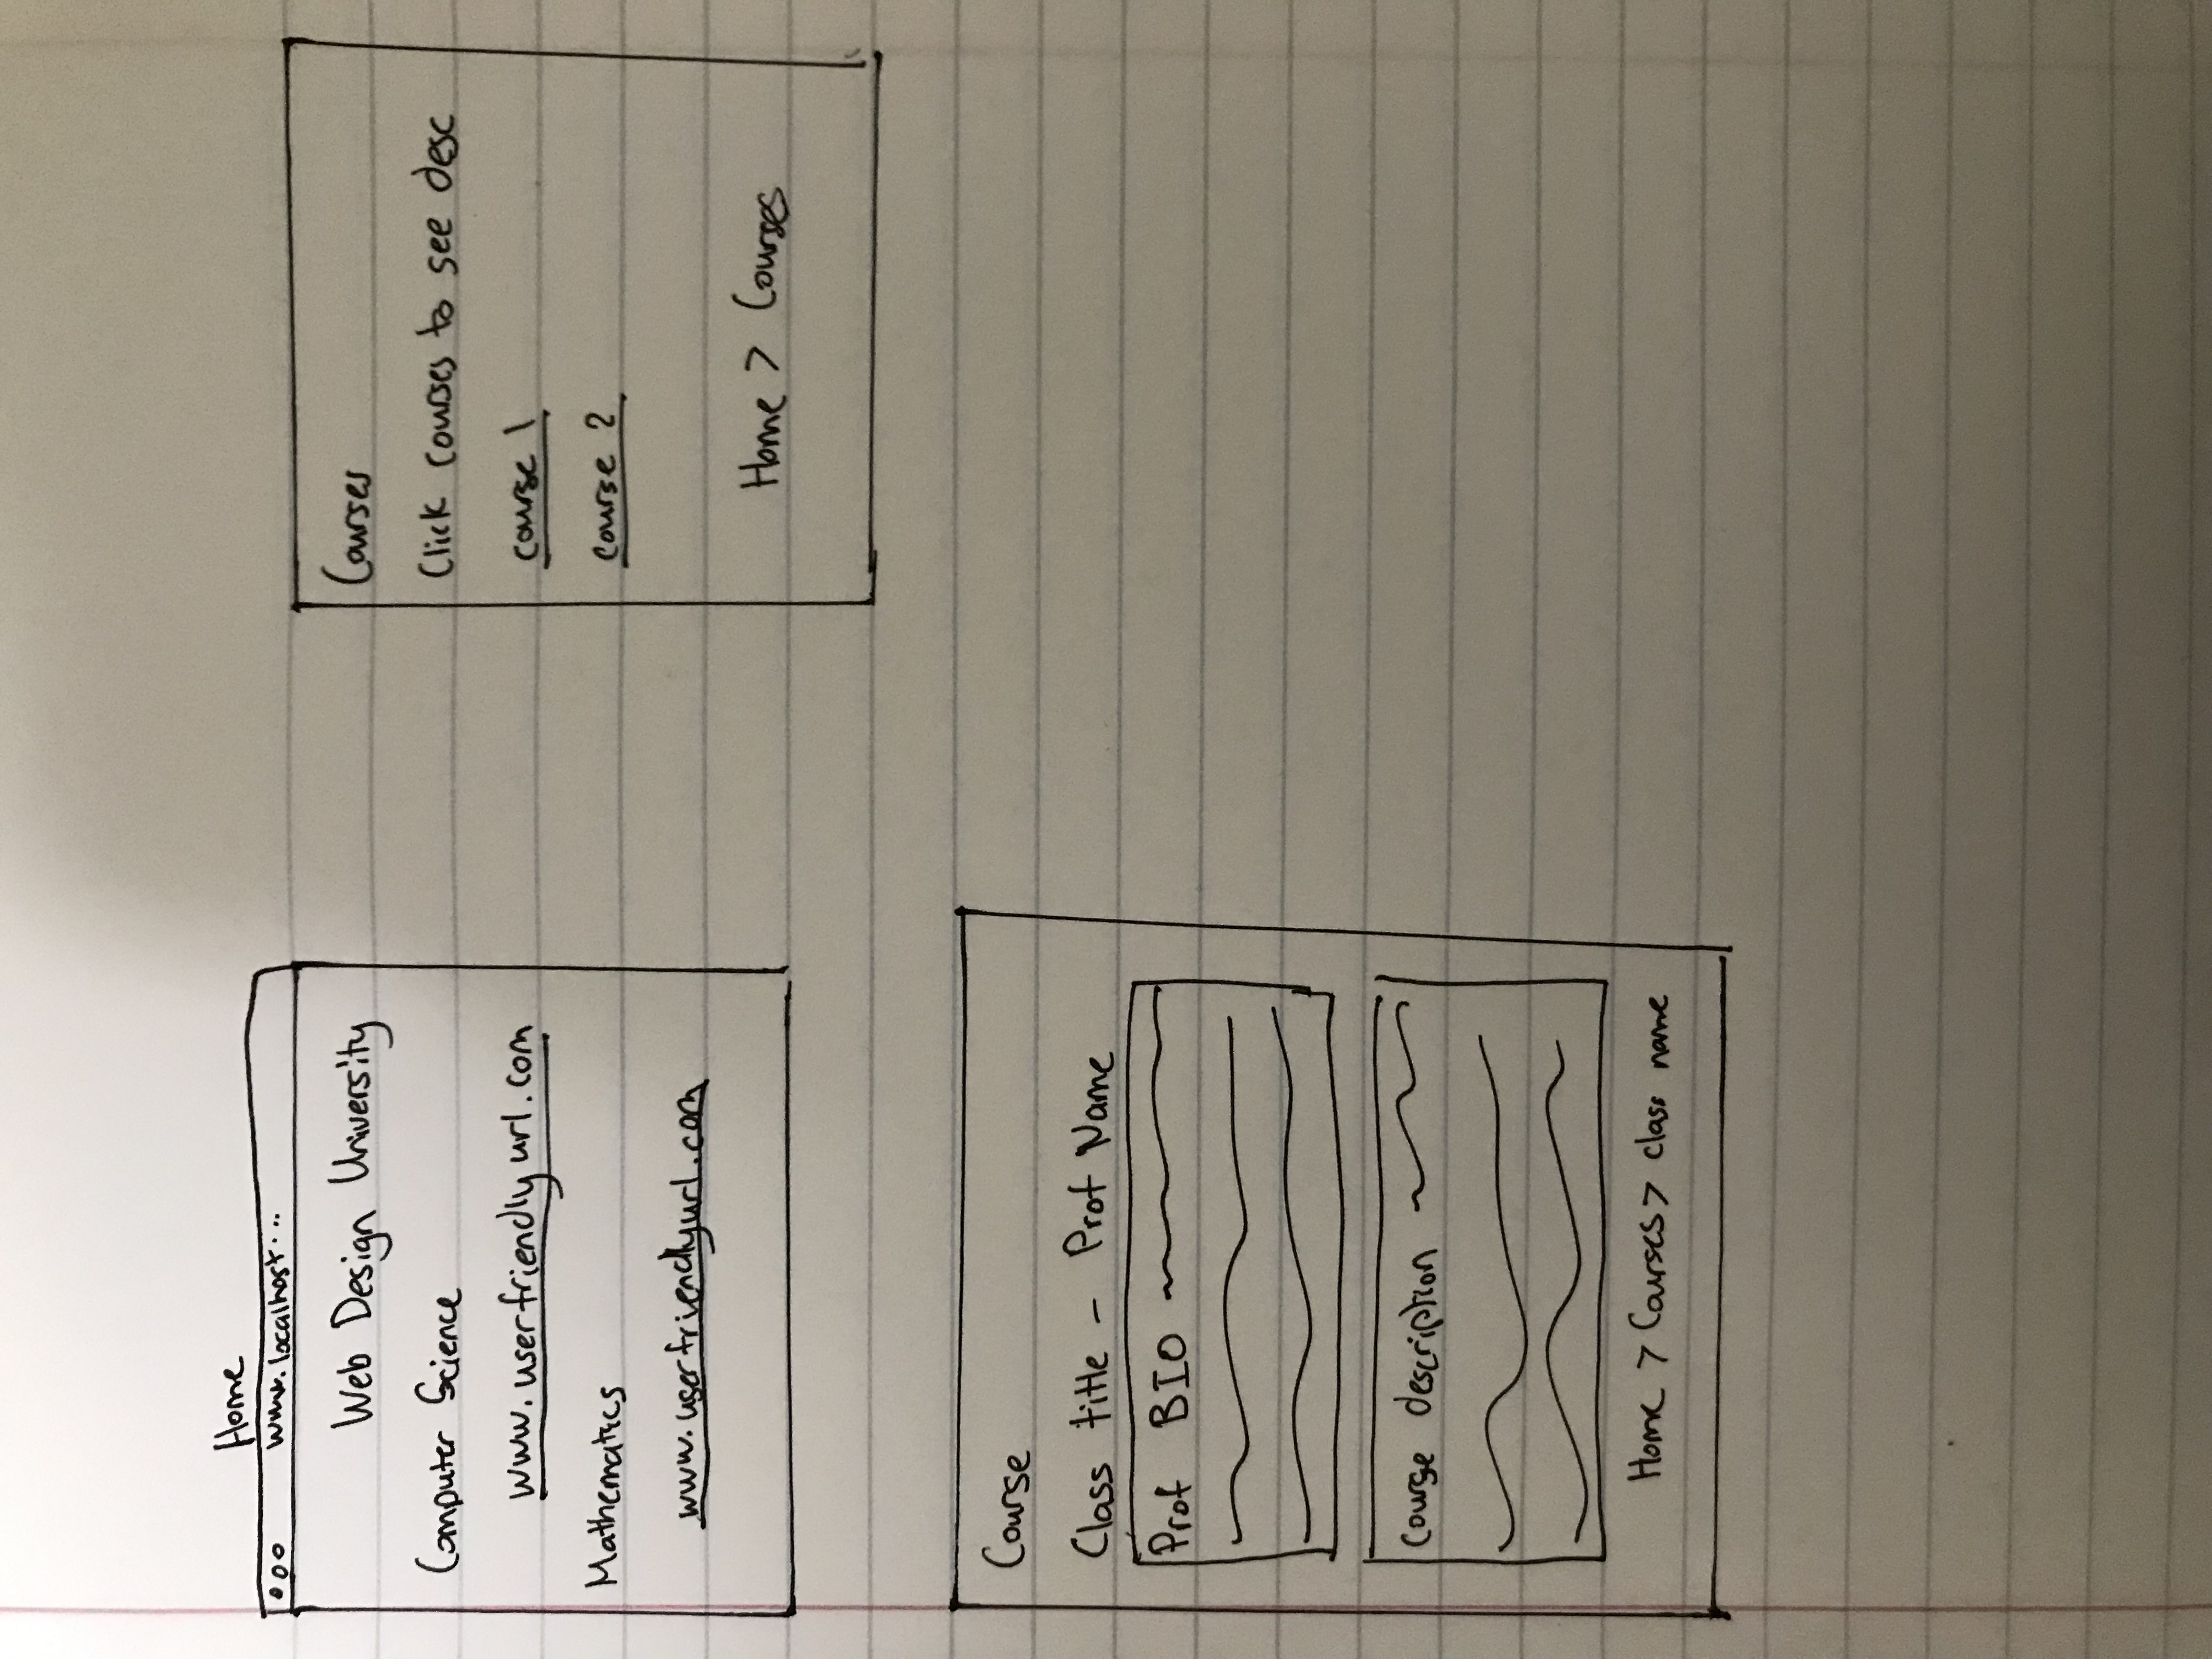 Home
www.localhost...
Web Design University
Computer Science
www.userfriendlyurl.com
Mathematics
www.userfriendlyurl.com
Courses
Click courses to see desc
course 1
course 2
Home > Courses
Course
Class title - Prof Name
Prof BIO
Course description
Home > Courses > class name